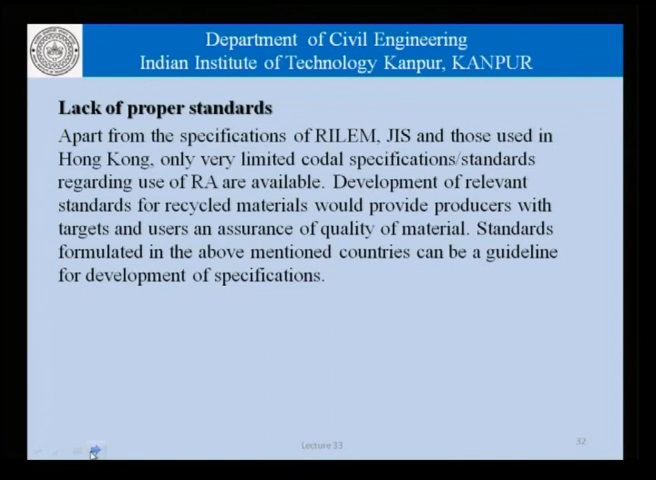 Department of Civil Engineering
Indian Institute of Technology Kanpur, KANPUR
Lack of proper standards
Apart from the specifications of RILEM, JIS and those used in
Hong Kong, only very limited codal specifications/standards
regarding use of RA are available. Development of relevant
standards for recycled materials would provide producers with
targets and users an assurance of quality of material. Standards
formulated in the above mentioned countries can be a guideline
for development of specifications.
Lecture 33
32